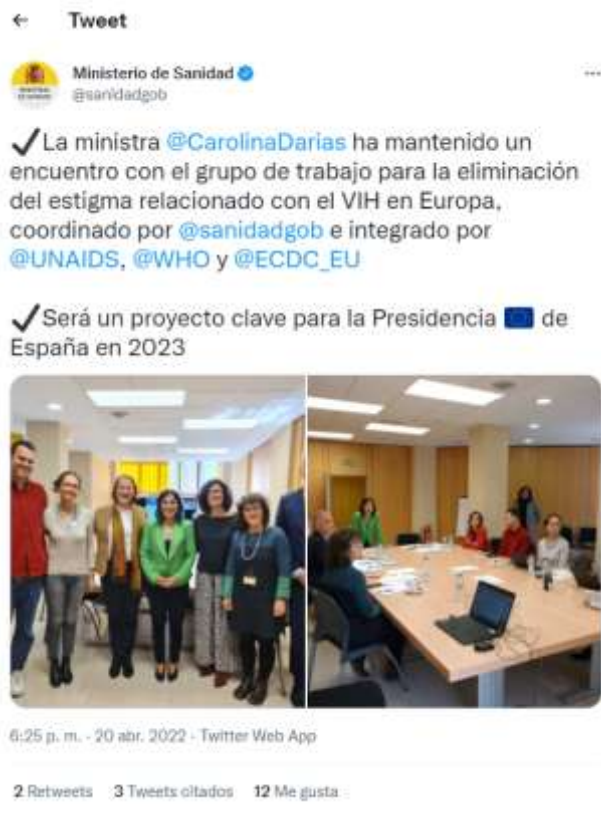 Tweet
Ministerio de Sanidad
@sanidadgob
La ministra @CarolinaDarias ha mantenido un
encuentro con el grupo de trabajo para la eliminación
del estigma relacionado con el VIH en Europa,
coordinado por @sanidadgob e integrado por
@UNAIDS, @WHO y @ECDC_EU
Será un proyecto clave para la Presidencia 🇪🇺 de
España en 2023
6:25 p. m. · 20 abr. 2022 · Twitter Web App
2 Retweets 3 Tweets citados 12 Me gusta